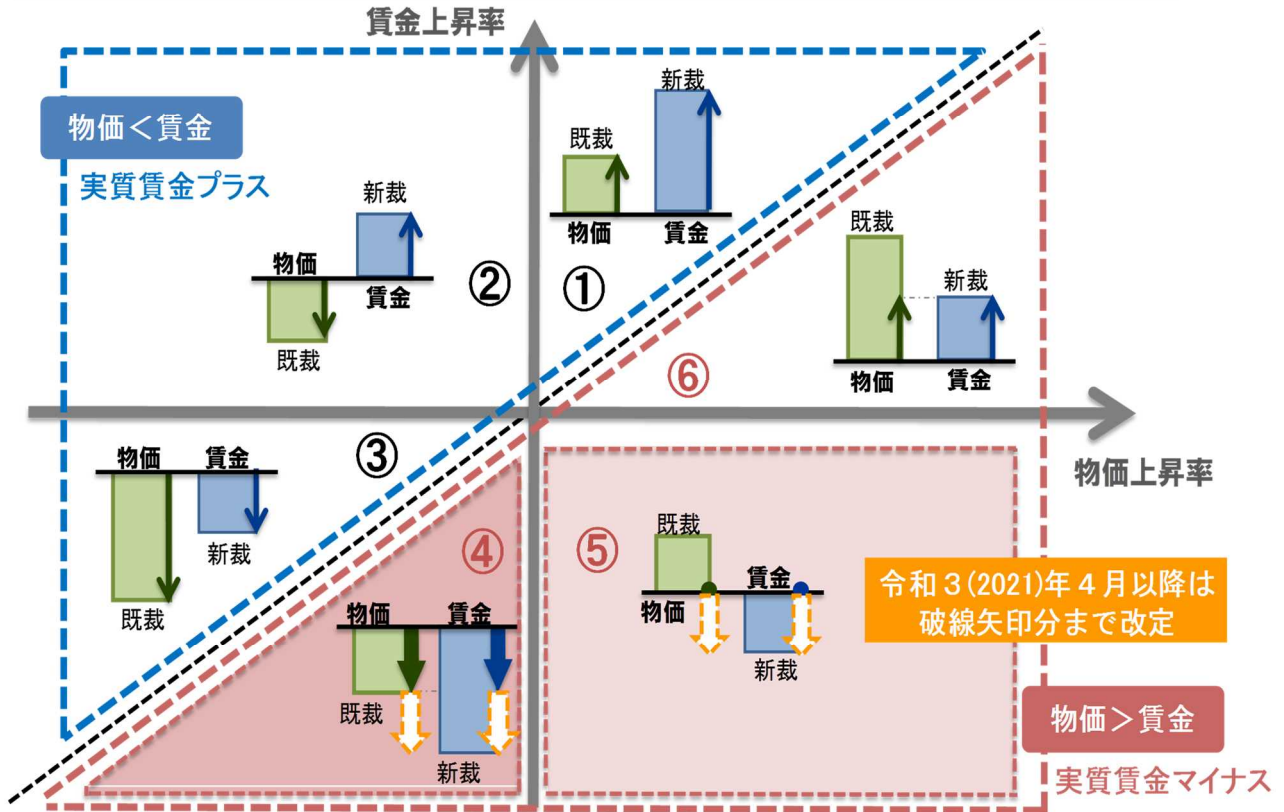 賃金上昇率
物価＜賃金
実質賃金プラス
新裁
既裁
物価
賃金
①
新裁
物価
賃金
既裁
②
既裁
新裁
物価
賃金
⑥
物価上昇率
物価
賃金
新裁
既裁
③
④
物価
賃金
既裁
新裁
⑤
既裁
賃金
物価
新裁
令和３(2021)年４月以降は
破線矢印分まで改定
物価＞賃金
実質賃金マイナス